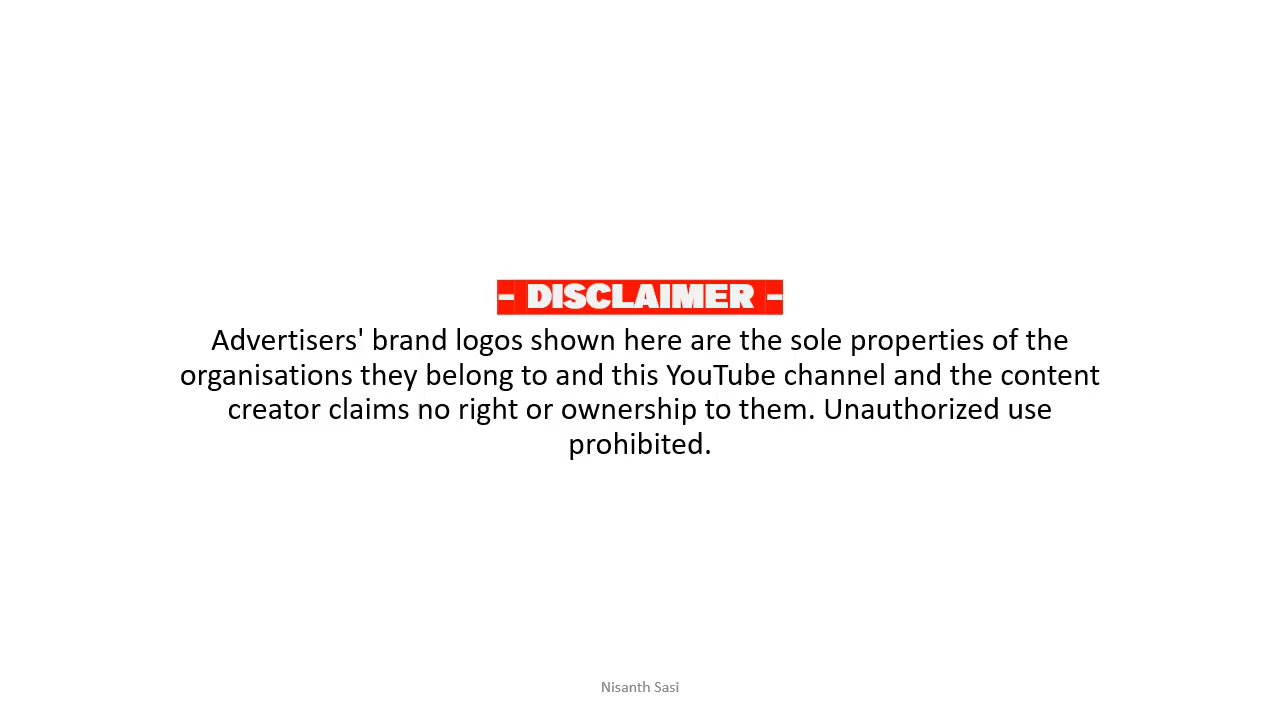 - DISCLAIMER -
Advertisers' brand logos shown here are the sole properties of the
organisations they belong to and this YouTube channel and the content
creator claims no right or ownership to them. Unauthorized use
prohibited.
Nisanth Sasi